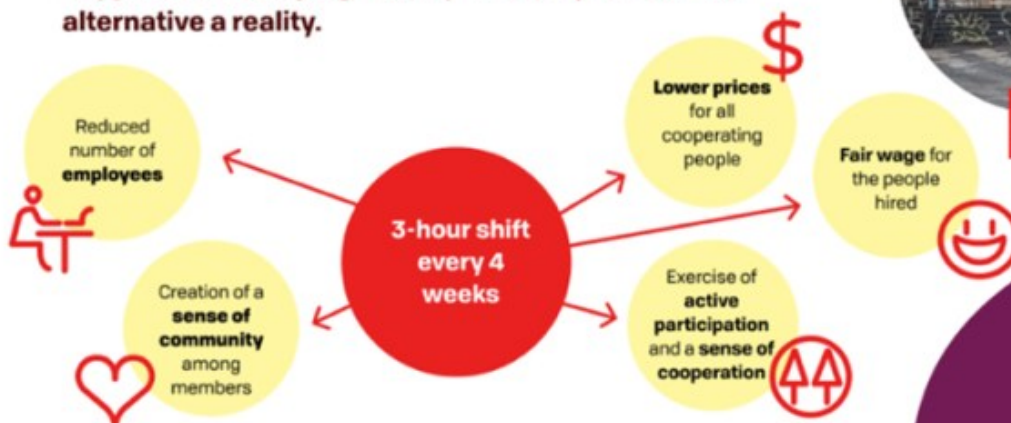 alternative a reality.
Reduced
number of
employees
Creation of a
sense of
community
among
members
3-hour shift
every 4
weeks
$
Lower prices
for all
cooperating
people
Fair wage for
the people
hired
Exercise of
active
participation
and a sense of
cooperation